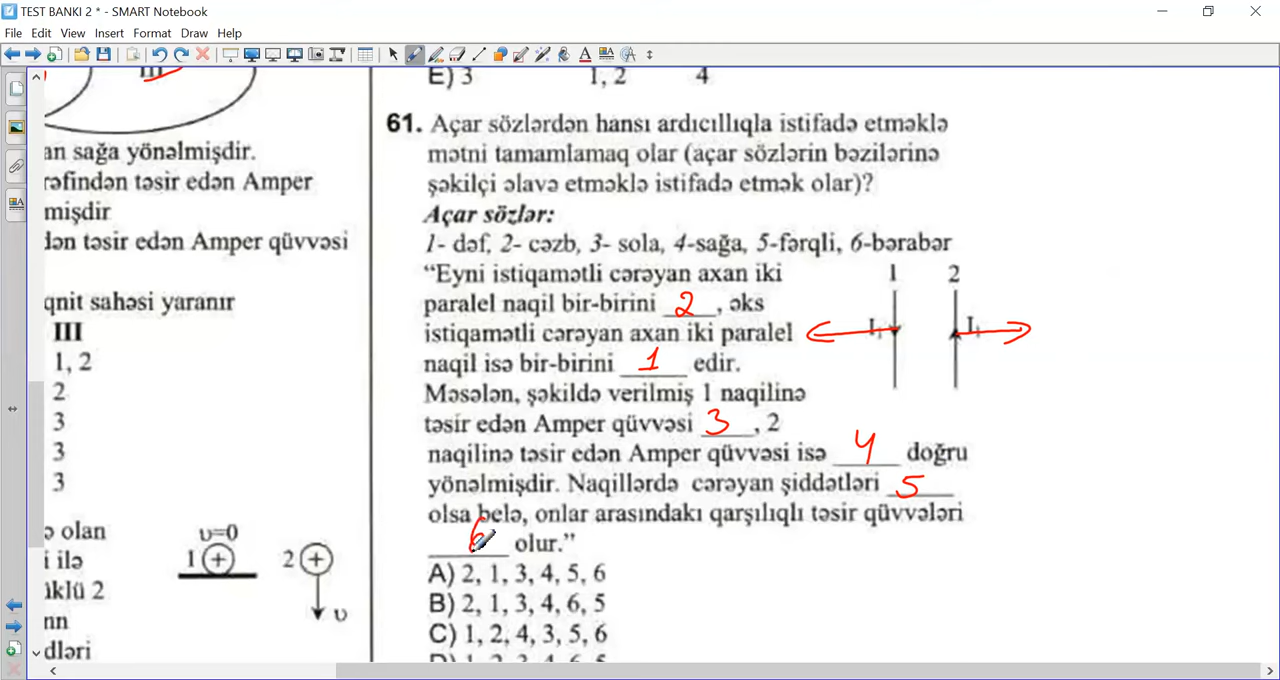 TEST BANKI 2 * - SMART Notebook
File Edit View Insert Format Draw Help
III
an sağa yönəlmişdir.
rəfindən təsir edən Amper
mişdir
dən təsir edən Amper qüvvəsi
qnit sahəsi yaranır
III
1, 2
2
3
3
3
ə olan
i ilə
üklü 2
nn
dləri
υ=0
1 +
2 +
υ
E) 3 1, 2 4
61. Açar sözlərdən hansı ardıcıllıqla istifadə etməklə
mətni tamamlamaq olar (açar sözlərin bəzilərinə
şəkilçi əlavə etməklə istifadə etmək olar)?
Açar sözlər:
1- dəf, 2- cəzb, 3- sola, 4-sağa, 5-fərqli, 6-bərabər
“Eyni istiqamətli cərəyan axan iki
paralel naqil bir-birini 2, əks
istiqamətli cərəyan axan iki paralel
naqil isə bir-birini 1 edir.
Məsələn, şəkildə verilmiş 1 naqilinə
təsir edən Amper qüvvəsi 3, 2
naqilinə təsir edən Amper qüvvəsi isə 4 doğru
yönəlmişdir. Naqillərdə cərəyan şiddətləri 5
olsa belə, onlar arasındakı qarşılıqlı təsir qüvvələri
6 olur.”
1 2
A) 2, 1, 3, 4, 5, 6
B) 2, 1, 3, 4, 6, 5
C) 1, 2, 4, 3, 5, 6